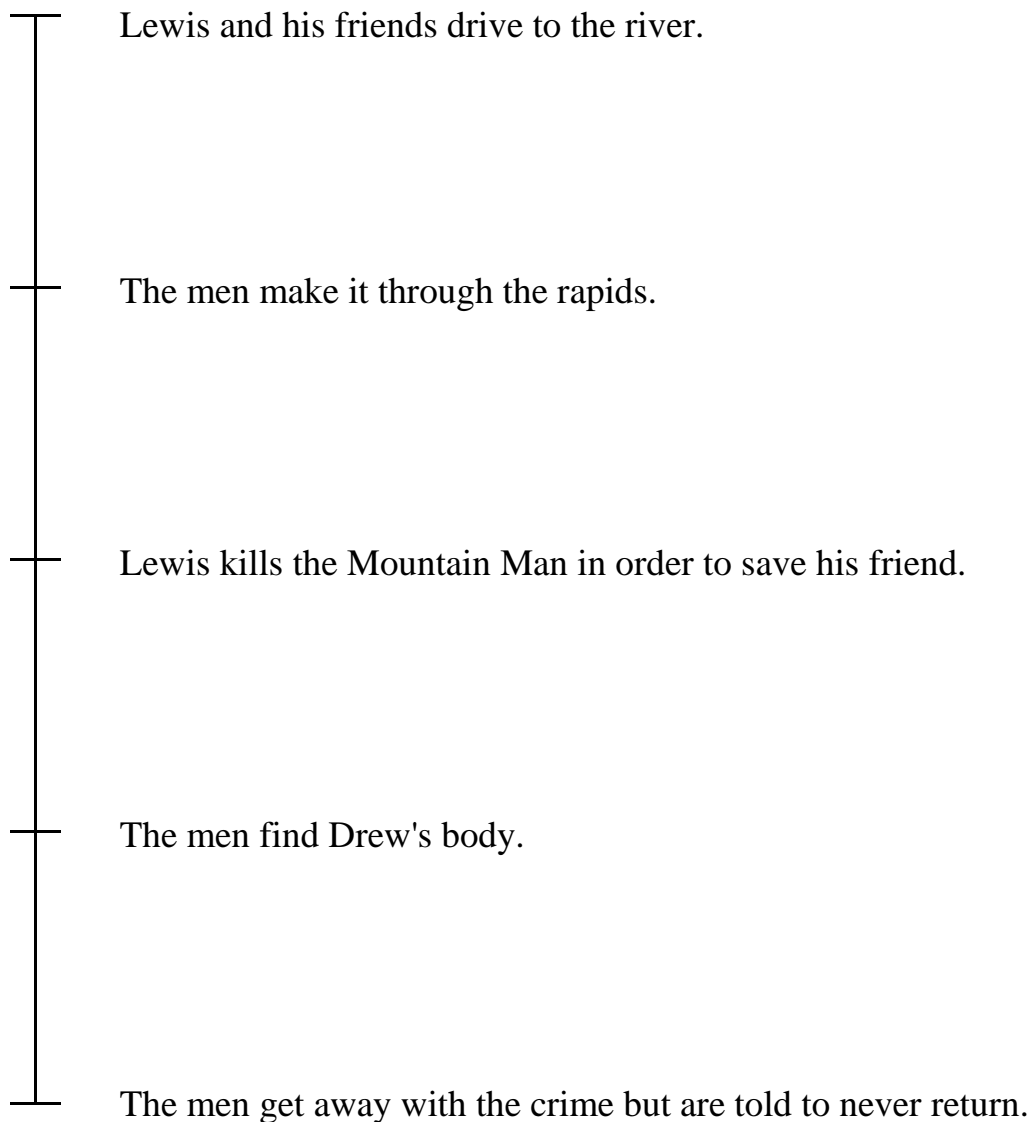 Lewis and his friends drive to the river.
The men make it through the rapids.
Lewis kills the Mountain Man in order to save his friend.
The men find Drew's body.
The men get away with the crime but are told to never return.